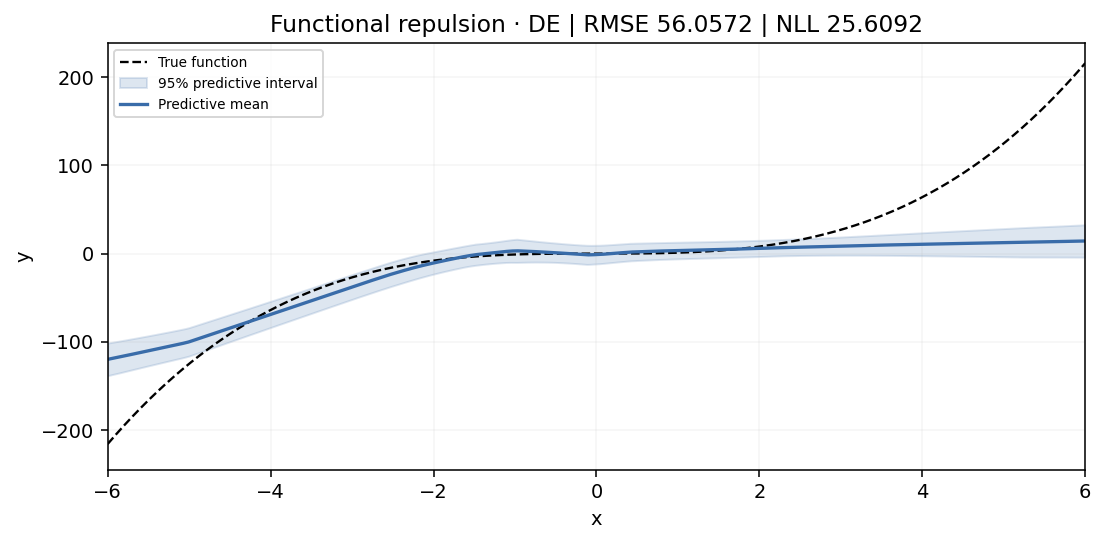 Functional repulsion · DE | RMSE 56.0572 | NLL 25.6092
True function
95% predictive interval
Predictive mean
y
200
100
0
−100
−200
−6
−4
−2
0
2
4
6
x